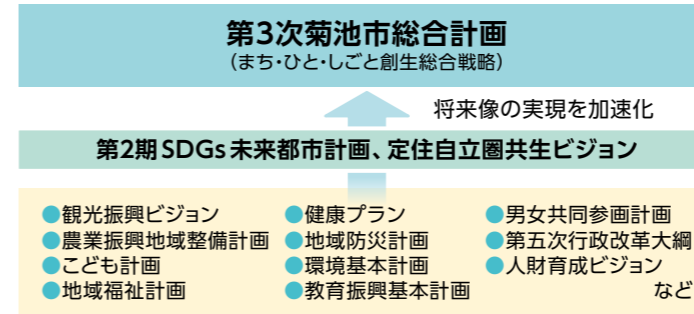 第3次菊池市総合計画
（まち・ひと・しごと創生総合戦略）
将来像の実現を加速化
第2期SDGs未来都市計画、定住自立圏共生ビジョン
●観光振興ビジョン
●農業振興地域整備計画
●こども計画
●地域福祉計画
●健康プラン
●地域防災計画
●環境基本計画
●教育振興基本計画
●男女共同参画計画
●第五次行政改革大綱
●人財育成ビジョン
など